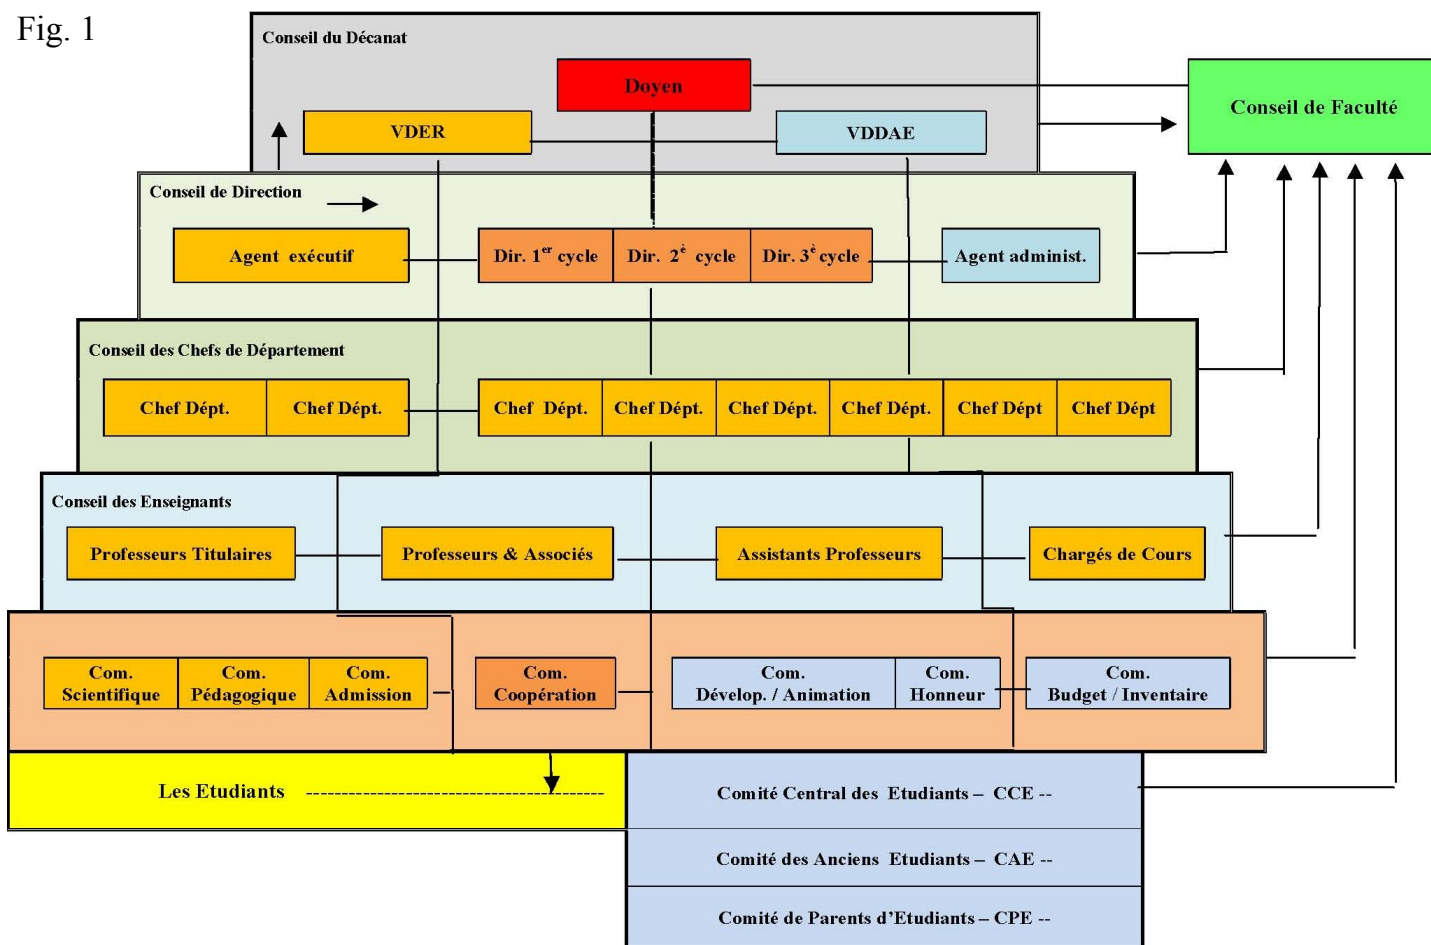 Fig. 1
Conseil du Décanat
Doyen
Conseil de Faculté
VDER
VDDAE
Conseil de Direction
Agent exécutif
Dir. 1er cycle
Dir. 2è cycle
Dir. 3è cycle
Agent administ.
Conseil des Chefs de Département
Chef Dépt.
Chef Dépt.
Chef Dépt.
Chef Dépt.
Chef Dépt.
Chef Dépt.
Chef Dépt
Chef Dépt
Conseil des Enseignants
Professeurs Titulaires
Professeurs & Associés
Assistants Professeurs
Chargés de Cours
Com.
Scientifique
Com.
Pédagogique
Com.
Admission
Com.
Coopération
Com.
Dévelop. / Animation
Com.
Honneur
Com.
Budget / Inventaire
Les Etudiants ------------------------------------------
Comité Central des Etudiants – CCE --
Comité des Anciens Etudiants – CAE --
Comité de Parents d’Etudiants – CPE --